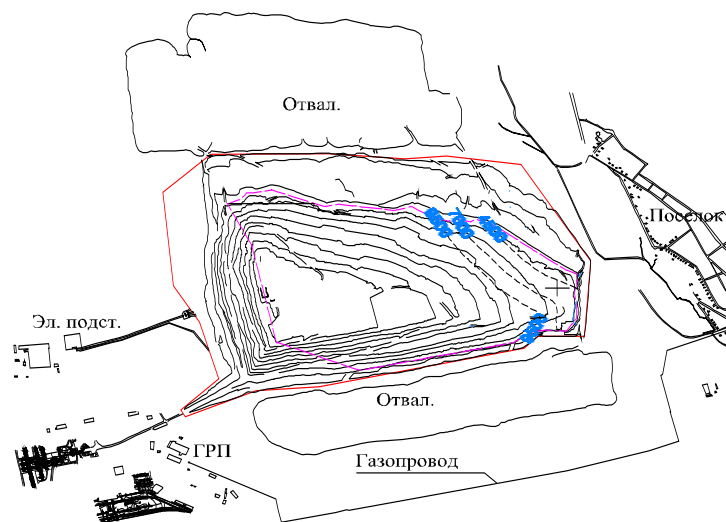 Отвал.
Поселок
Эл. подст.
Отвал.
ГРП
Газопровод